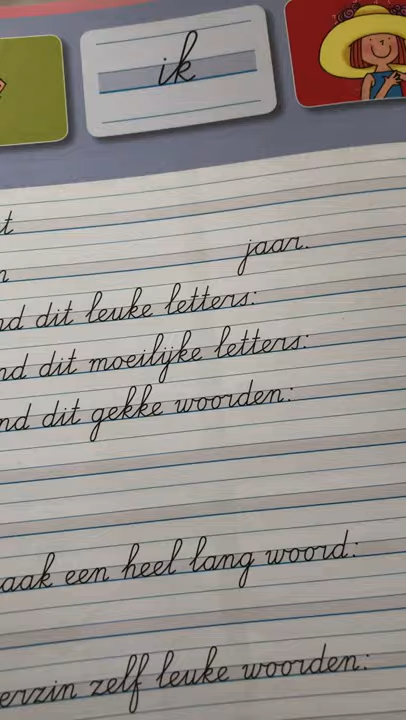 ik
t
jaar.
n
nd dit leuke letters:
nd dit moeilijke letters:
nd dit gekke woorden:
aak een heel lang woord:
erzin zelf leuke woorden: